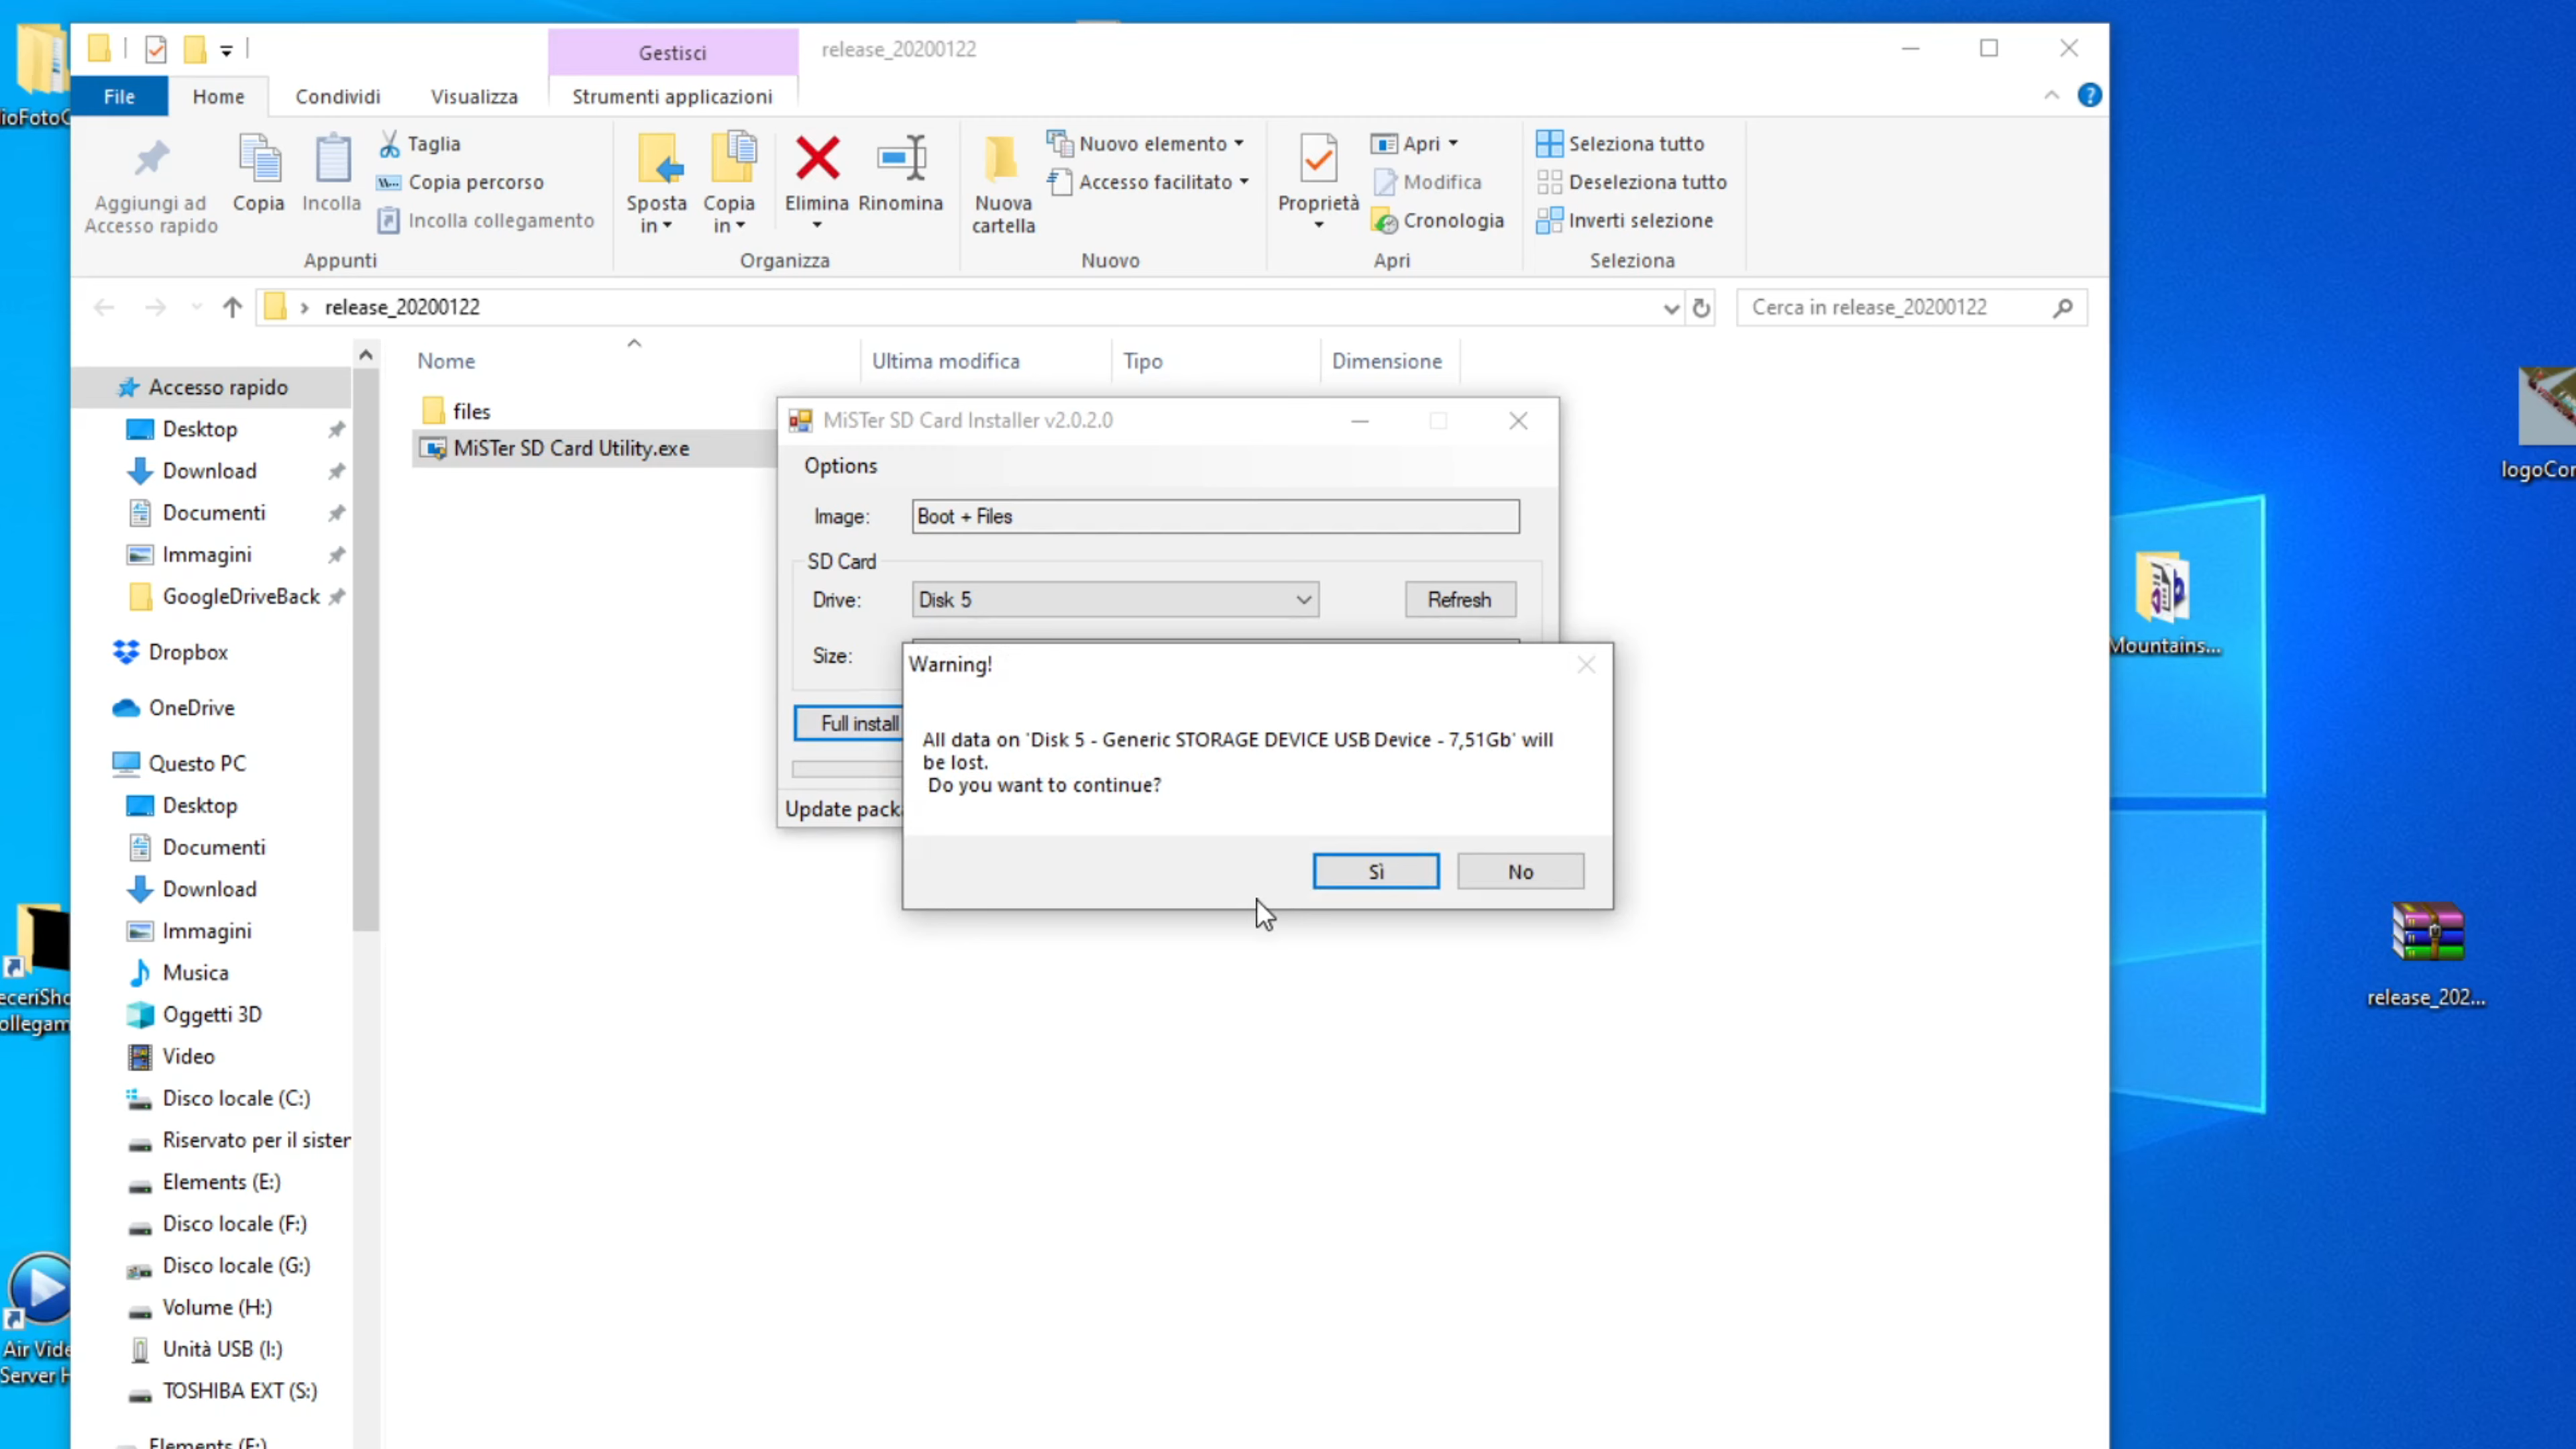 Gestisci
release_20200122
File
Home
Condividi
Visualizza
Strumenti applicazioni
Aggiungi ad
Accesso rapido
Copia
Incolla
Taglia
Copia percorso
Incolla collegamento
Appunti
Sposta
in
Copia
in
Elimina
Rinomina
Organizza
Nuova
cartella
Nuovo elemento
Accesso facilitato
Nuovo
Proprietà
Apri
Modifica
Cronologia
Apri
Seleziona tutto
Deseleziona tutto
Inverti selezione
Seleziona
release_20200122
Cerca in release_20200122
Nome
Ultima modifica
Tipo
Dimensione
files
MiSTer SD Card Utility.exe
Accesso rapido
Desktop
Download
Documenti
Immagini
GoogleDriveBack
Dropbox
OneDrive
Questo PC
Desktop
Documenti
Download
Immagini
Musica
Oggetti 3D
Video
Disco locale (C:)
Riservato per il sister
Elements (E:)
Disco locale (F:)
Disco locale (G:)
Volume (H:)
Unità USB (I:)
TOSHIBA EXT (S:)
MiSTer SD Card Installer v2.0.2.0
Options
Image:
Boot + Files
SD Card
Drive:
Disk 5
Refresh
Size:
Full install
Update pack
Warning!
All data on 'Disk 5 - Generic STORAGE DEVICE USB Device - 7,51Gb' will
be lost.
Do you want to continue?
Sì
No
ioFotoC
eceriSho
ollegam
Air Vide
Server H
logoCor
Mountains...
release_202...